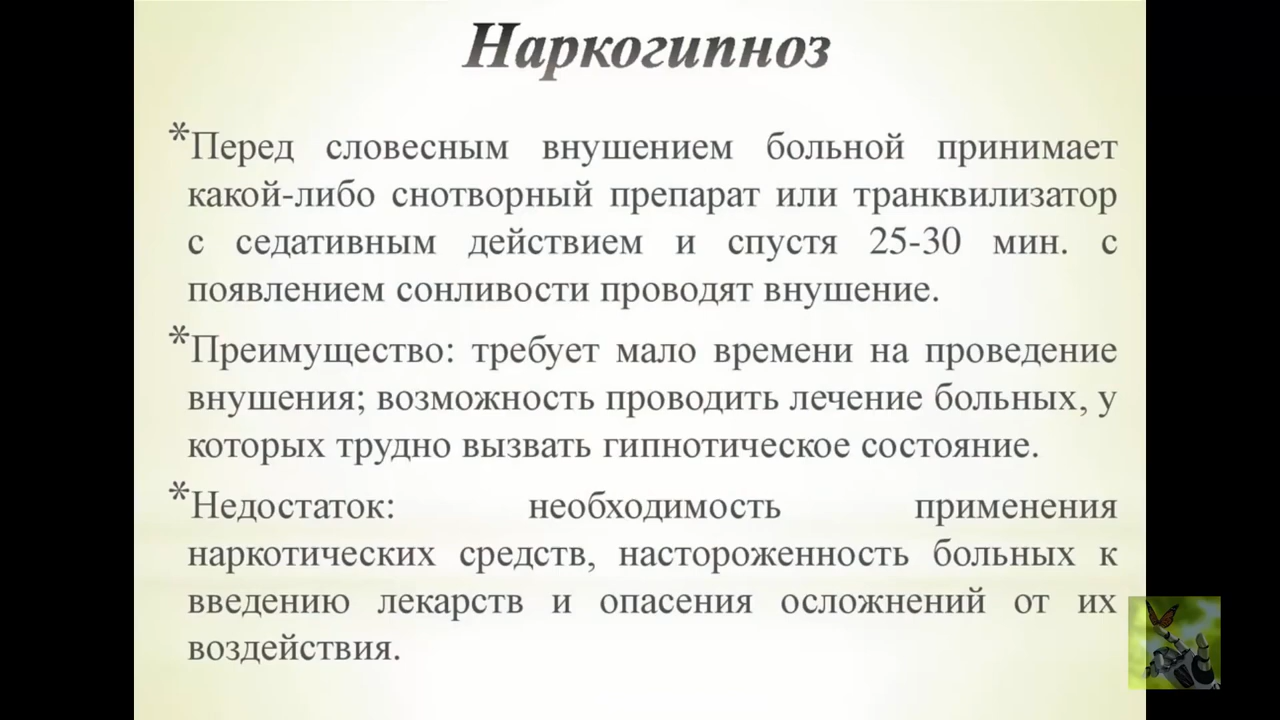 Наркогипноз
*Перед словесным внушением больной принимает
какой-либо снотворный препарат или транквилизатор
с седативным действием и спустя 25-30 мин. с
появлением сонливости проводят внушение.
*Преимущество: требует мало времени на проведение
внушения; возможность проводить лечение больных, у
которых трудно вызвать гипнотическое состояние.
*Недостаток: необходимость применения
наркотических средств, настороженность больных к
введению лекарств и опасения осложнений от их
воздействия.